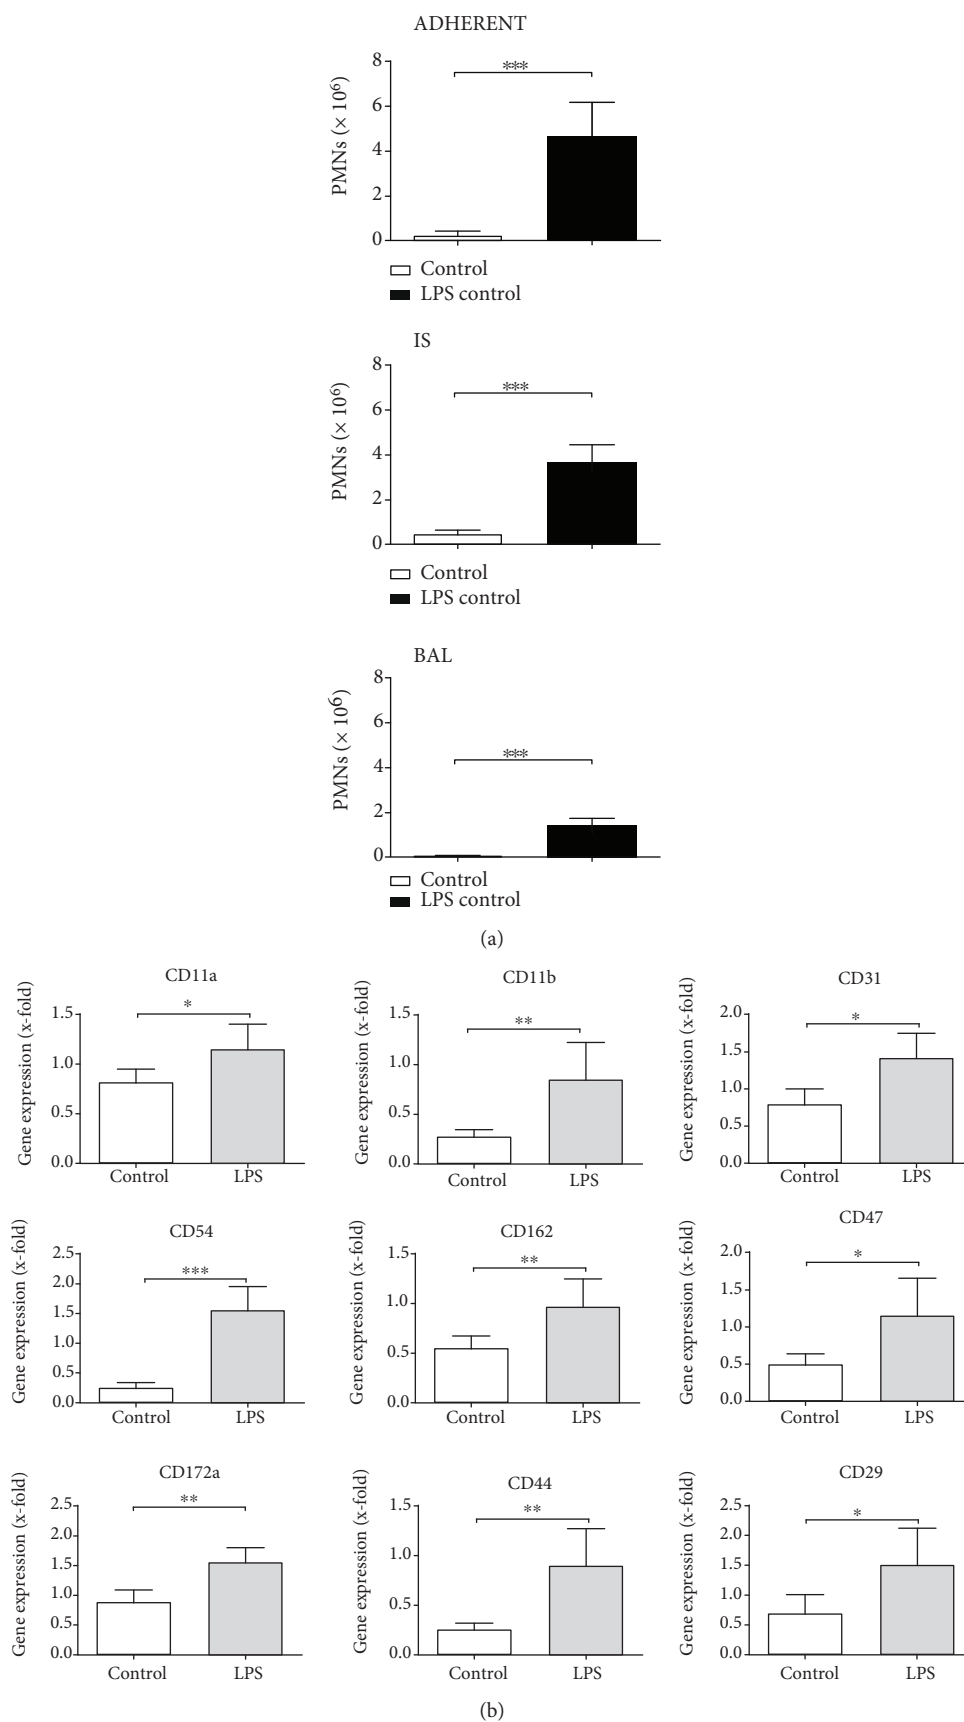 ADHERENT
***
PMNs (× 10⁶)
8
6
4
2
0
Control
LPS control
IS
***
PMNs (× 10⁶)
8
6
4
2
0
Control
LPS control
BAL
***
PMNs (× 10⁶)
8
6
4
2
0
Control
LPS control
(a)
CD11a
*
Gene expression (x-fold)
1.5
1.0
0.5
0.0
Control LPS
CD11b
**
Gene expression (x-fold)
1.5
1.0
0.5
0.0
Control LPS
CD31
*
Gene expression (x-fold)
2.0
1.5
1.0
0.5
0.0
Control LPS
CD54
***
Gene expression (x-fold)
2.5
2.0
1.5
1.0
0.5
0.0
Control LPS
CD162
**
Gene expression (x-fold)
1.5
1.0
0.5
0.0
Control LPS
CD47
*
Gene expression (x-fold)
2.0
1.5
1.0
0.5
0.0
Control LPS
CD172a
**
Gene expression (x-fold)
2.5
2.0
1.5
1.0
0.5
0.0
Control LPS
CD44
**
Gene expression (x-fold)
1.5
1.0
0.5
0.0
Control LPS
CD29
*
Gene expression (x-fold)
2.5
2.0
1.5
1.0
0.5
0.0
Control LPS
(b)